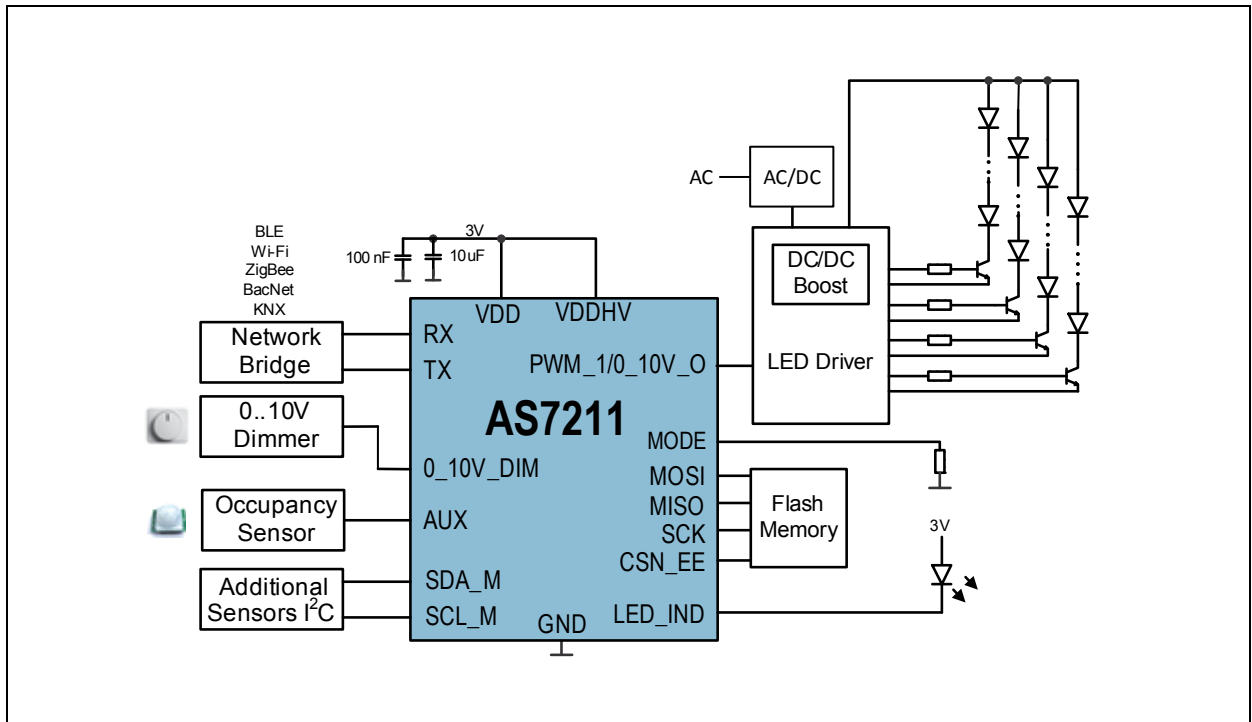 AC
AC/DC
BLE
Wi-Fi
ZigBee
BacNet
KNX
3V
100 nF
10uF
DC/DC
Boost
LED Driver
VDD
VDDHV
Network
Bridge
RX
TX
PWM_1/0_10V_O
AS7211
0..10V
Dimmer
0_10V_DIM
MODE
MOSI
MISO
SCK
CSN_EE
Flash
Memory
Occupancy
Sensor
AUX
3V
Additional
Sensors I²C
SDA_M
SCL_M
GND
LED_IND